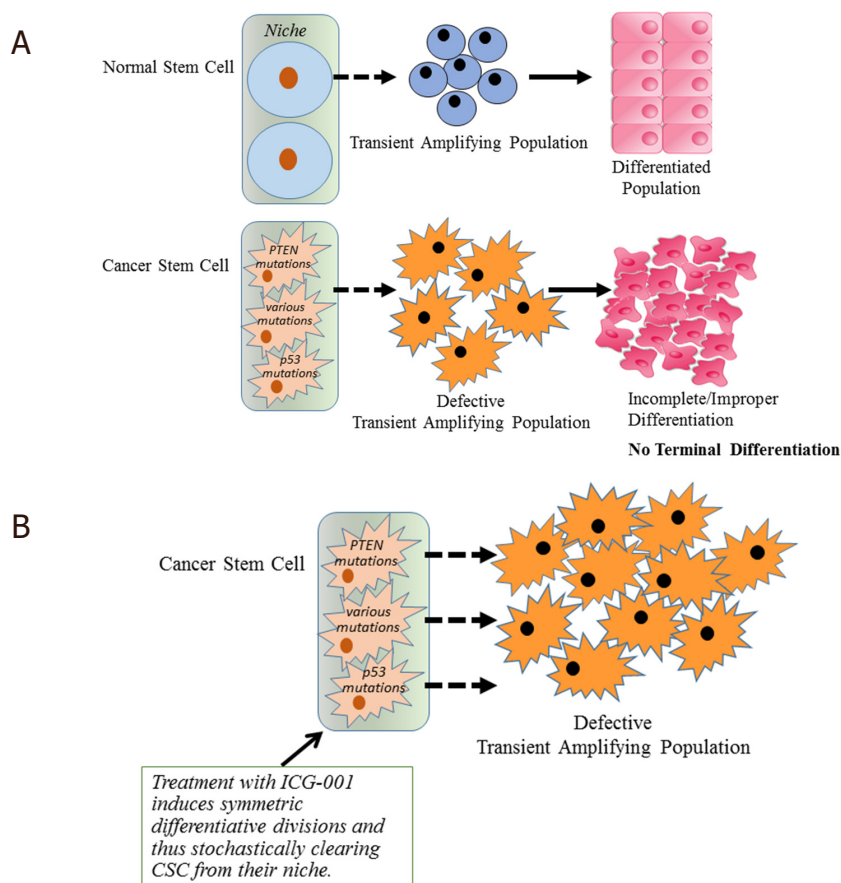 A
Niche
Normal Stem Cell
Transient Amplifying Population
Differentiated
Population
Cancer Stem Cell
PTEN
mutations
various
mutations
p53
mutations
Defective
Transient Amplifying Population
Incomplete/Improper
Differentiation
No Terminal Differentiation
B
Cancer Stem Cell
PTEN
mutations
various
mutations
p53
mutations
Defective
Transient Amplifying Population
Treatment with ICG-001
induces symmetric
differentiative divisions and
thus stochastically clearing
CSC from their niche.